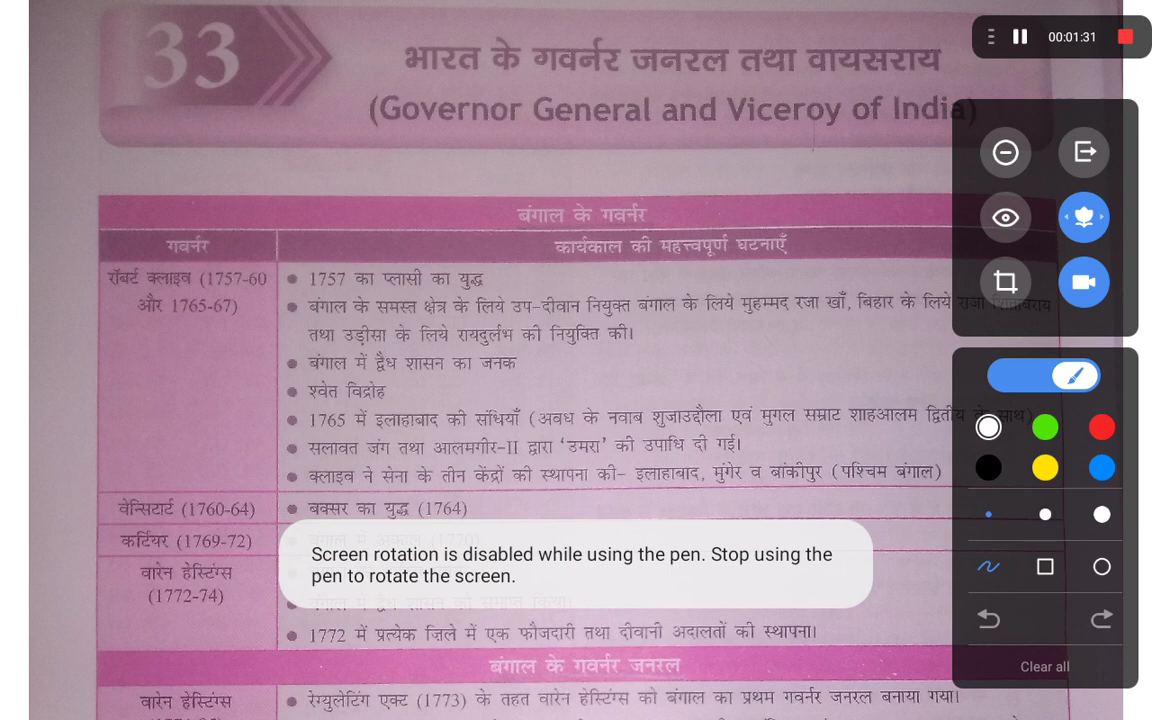 33
भारत के गवर्नर जनरल तथा वायसराय
(Governor General and Viceroy of India)
00:01:31
बंगाल के गवर्नर
गवर्नर
कार्यकाल की महत्त्वपूर्ण घटनाएँ
रॉबर्ट क्लाइव (1757-60
और 1765-67)
● 1757 का प्लासी का युद्ध
● बंगाल के समस्त क्षेत्र के लिये उप-दीवान नियुक्त बंगाल के लिये मुहम्मद रजा खाँ, बिहार के लिये राजा शिताबराय
तथा उड़ीसा के लिये रायदुर्लभ की नियुक्ति की।
● बंगाल में द्वैध शासन का जनक
● श्वेत विद्रोह
● 1765 में इलाहाबाद की संधियाँ (अवध के नवाब शुजाउद्दौला एवं मुगल सम्राट शाहआलम द्वितीय के साथ)
● सलावत जंग तथा आलमगीर-II द्वारा ‘उमरा’ की उपाधि दी गई।
● क्लाइव ने सेना के तीन केंद्रों की स्थापना की- इलाहाबाद, मुंगेर व बांकीपुर (पश्चिम बंगाल)
वेन्सिटार्ट (1760-64)
● बक्सर का युद्ध (1764)
कर्टियर (1769-72)
● बंगाल में अकाल (1770)
वारेन हेस्टिंग्स
(1772-74)
Screen rotation is disabled while using the pen. Stop using the
pen to rotate the screen.
बंगाल में द्वैध शासन को समाप्त किया।
● 1772 में प्रत्येक ज़िले में एक फौजदारी तथा दीवानी अदालतों की स्थापना।
बंगाल के गवर्नर जनरल
वारेन हेस्टिंग्स
● रेग्युलेटिंग एक्ट (1773) के तहत वारेन हेस्टिंग्स को बंगाल का प्रथम गवर्नर जनरल बनाया गया।
Clear all